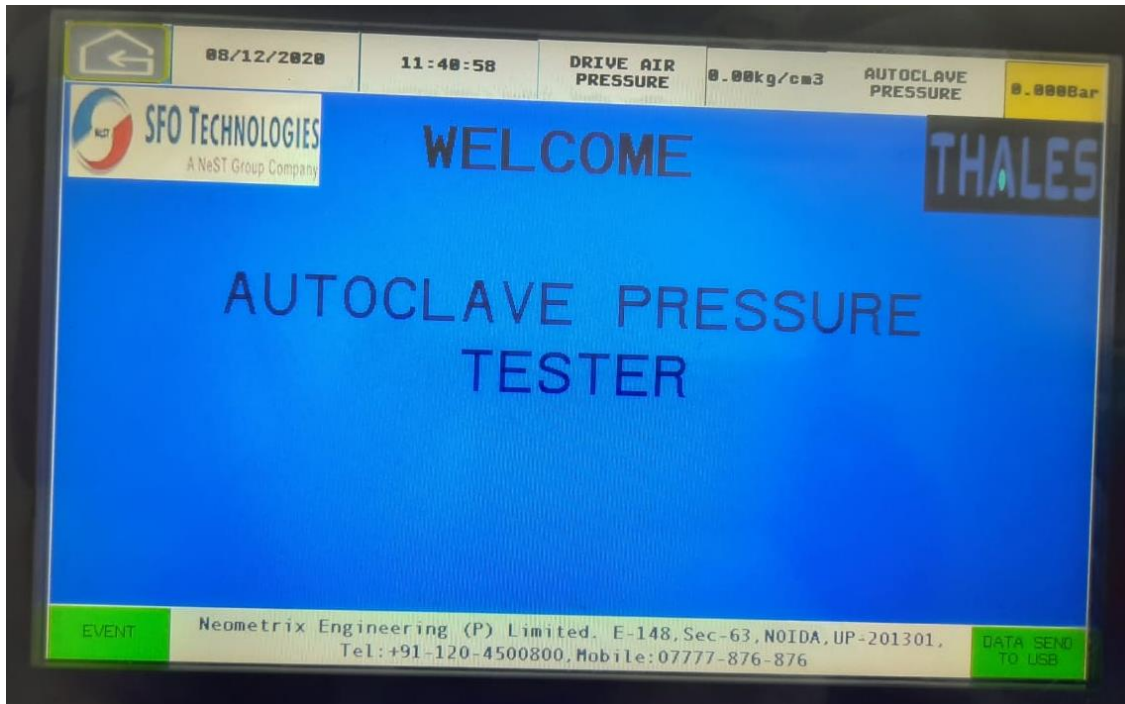 08/12/2020
11:40:58
DRIVE AIR
PRESSURE
0.00kg/cm3
AUTOCLAVE
PRESSURE
0.000Bar
NeST
SFO TECHNOLOGIES
A NeST Group Company
WELCOME
THALES
AUTOCLAVE PRESSURE
TESTER
EVENT
Neometrix Engineering (P) Limited. E-148,Sec-63,NOIDA,UP-201301,
Tel:+91-120-4500800,Mobile:07777-876-876
DATA SEND
TO USB